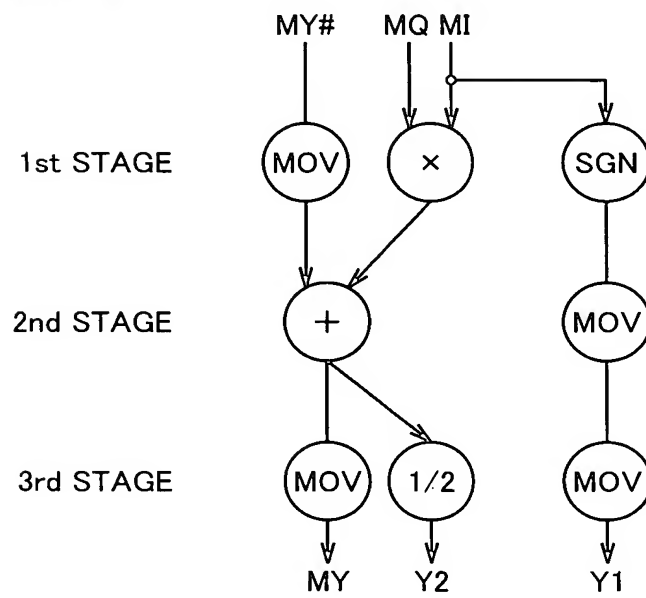 MY# MQ MI
1st STAGE MOV × SGN
2nd STAGE + MOV
3rd STAGE MOV 1/2 MOV
MY Y2 Y1